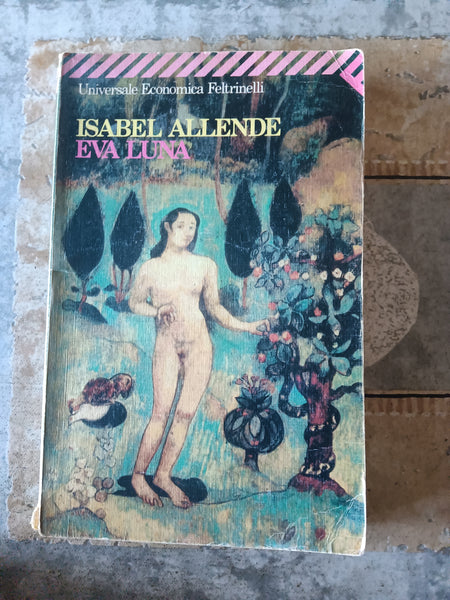 Universale Economica Feltrinelli
ISABEL ALLENDE
EVA LUNA